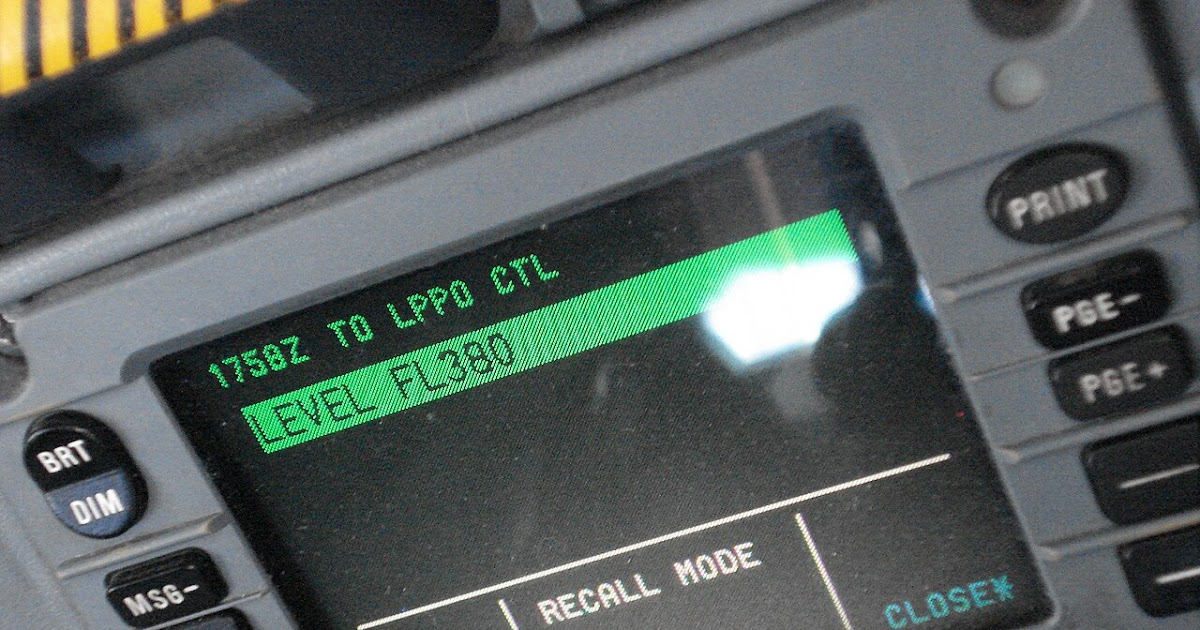 1758Z TO LPPO CTL
LEVEL FL380
RECALL MODE
CLOSE*
BRT
DIM
MSG-
PRINT
PGE-
PGE+